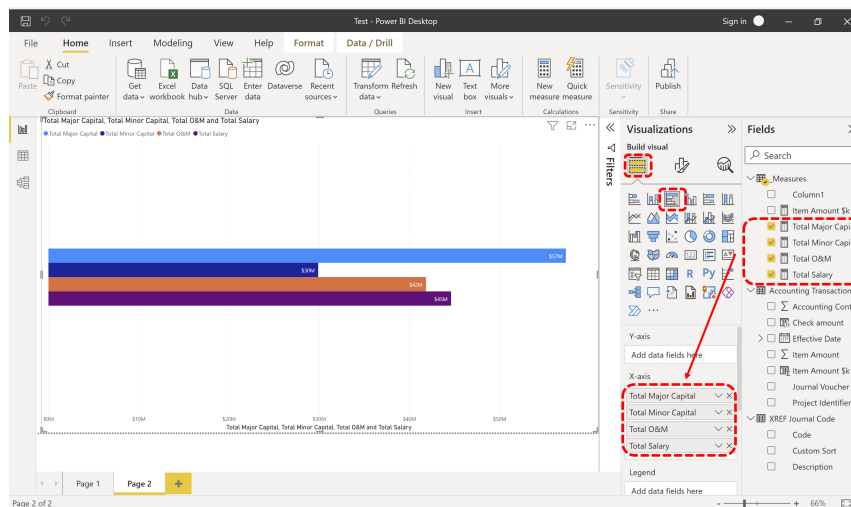 Test - Power BI Desktop
Sign in
File Home Insert Modeling View Help Format Data / Drill
Paste
Cut
Copy
Format painter
Clipboard
Get data
Excel workbook
Data hub
SQL Server
Enter data
Dataverse
Recent sources
Data
Transform data
Refresh
Queries
New visual
Text box
More visuals
Insert
New measure
Quick measure
Calculations
Sensitivity
Sensitivity
Publish
Share
Total Major Capital, Total Minor Capital, Total O&M and Total Salary
Total Major Capital Total Minor Capital Total O&M Total Salary
$57M
$30M
$42M
$45M
$0M $10M $20M $30M $40M $50M
Total Major Capital, Total Minor Capital, Total O&M and Total Salary
Filters
Visualizations
Build visual
R Py
123
Y-axis
Add data fields here
X-axis
Total Major Capital
Total Minor Capital
Total O&M
Total Salary
Legend
Add data fields here
Fields
Search
_Measures
Column1
Item Amount $k
Total Major Capi
Total Minor Capi
Total O&M
Total Salary
Accounting Transaction
Accounting Cont
Check amount
Effective Date
Item Amount
Item Amount $k
Journal Voucher
Project Identifier
XREF Journal Code
Code
Custom Sort
Description
Page 1 Page 2 +
Page 2 of 2
- + 66%